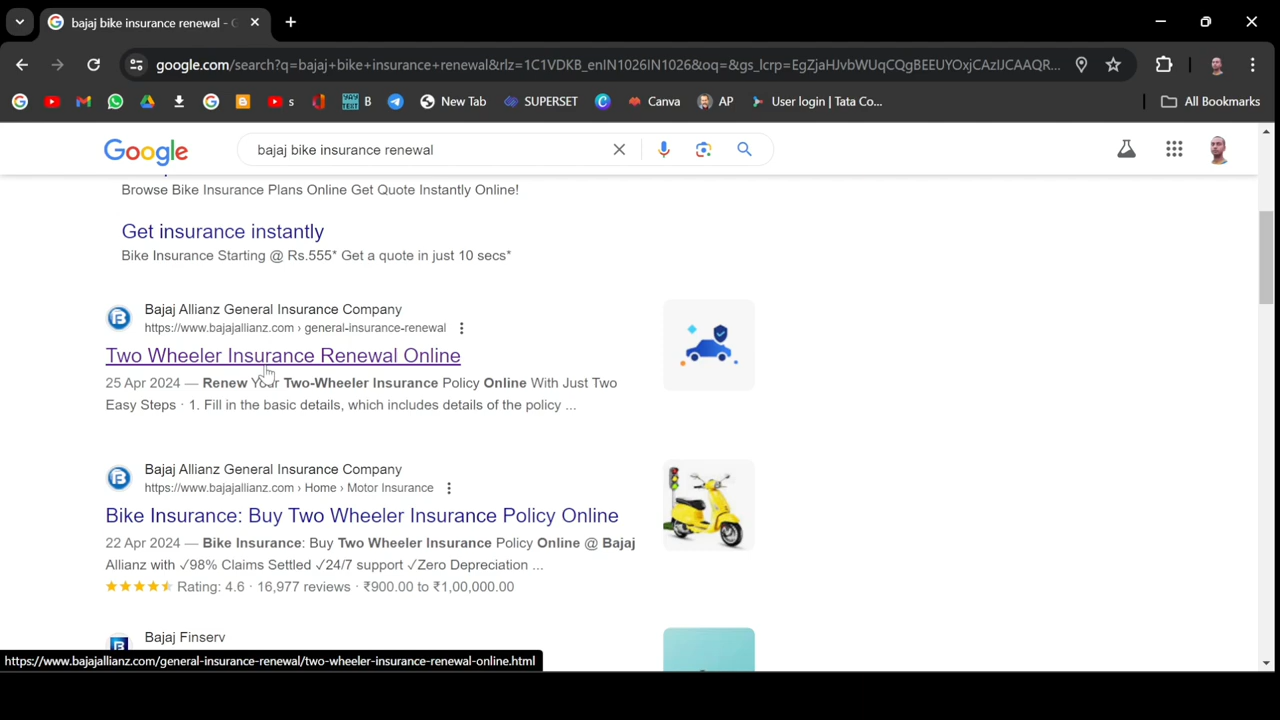 bajaj bike insurance renewal - G
google.com/search?q=bajaj+bike+insurance+renewal&rlz=1C1VDKB_enIN1026IN1026&oq=&gs_lcrp=EgZjaHJvbWUqCQgBEEUYOxjCAzIJCAAQR...
s
B
New Tab
SUPERSET
Canva
AP
User login | Tata Co...
All Bookmarks
Google
bajaj bike insurance renewal
Browse Bike Insurance Plans Online Get Quote Instantly Online!
Get insurance instantly
Bike Insurance Starting @ Rs.555* Get a quote in just 10 secs*
Bajaj Allianz General Insurance Company
https://www.bajajallianz.com › general-insurance-renewal
Two Wheeler Insurance Renewal Online
25 Apr 2024 — Renew Your Two-Wheeler Insurance Policy Online With Just Two
Easy Steps · 1. Fill in the basic details, which includes details of the policy ...
Bajaj Allianz General Insurance Company
https://www.bajajallianz.com › Home › Motor Insurance
Bike Insurance: Buy Two Wheeler Insurance Policy Online
22 Apr 2024 — Bike Insurance: Buy Two Wheeler Insurance Policy Online @ Bajaj
Allianz with √98% Claims Settled √24/7 support √Zero Depreciation ...
Rating: 4.6 · 16,977 reviews · ₹900.00 to ₹1,00,000.00
Bajaj Finserv
https://www.bajajallianz.com/general-insurance-renewal/two-wheeler-insurance-renewal-online.html